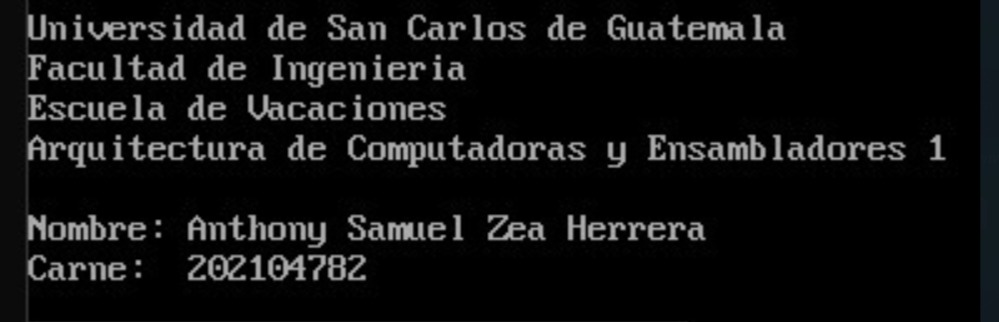 Universidad de San Carlos de Guatemala
Facultad de Ingenieria
Escuela de Vacaciones
Arquitectura de Computadoras y Ensambladores 1
Nombre: Anthony Samuel Zea Herrera
Carne:  202104782